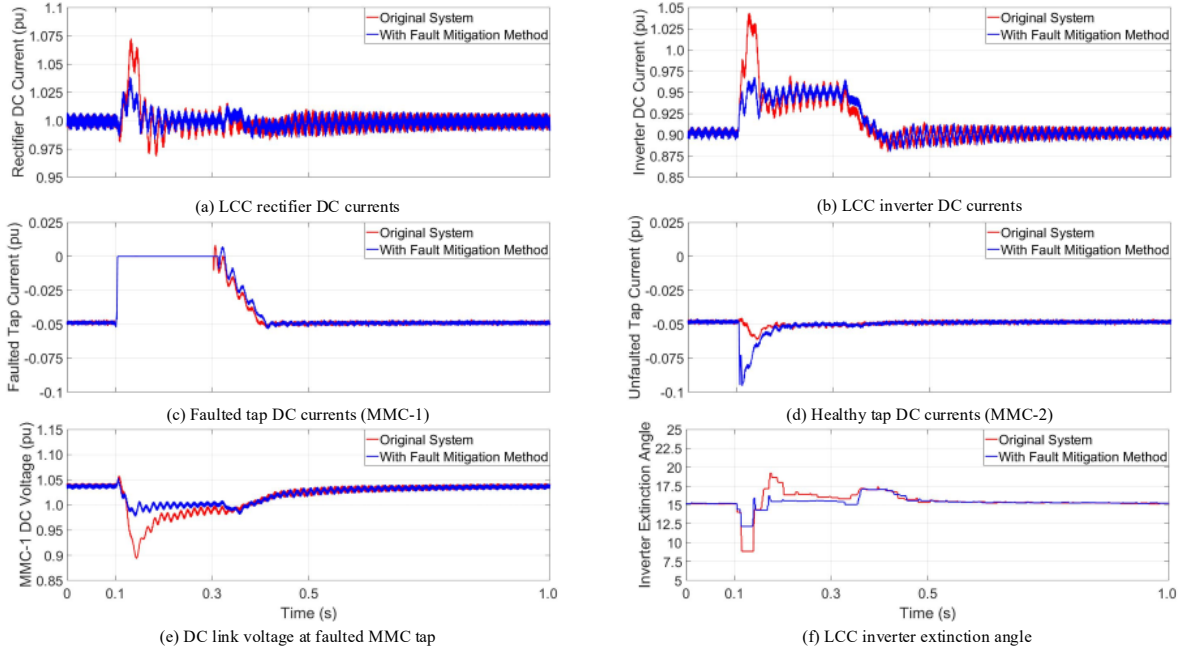 Rectifier DC Current (pu)
1.1
1.075
1.05
1.025
1.0
0.975
0.95
Original System
With Fault Mitigation Method
0
0.1
0.3
0.5
1.0
(a) LCC rectifier DC currents
Inverter DC Current (pu)
1.05
1.025
1.0
0.975
0.95
0.925
0.900
0.875
0.85
Original System
With Fault Mitigation Method
0
0.1
0.3
0.5
1.0
(b) LCC inverter DC currents
Faulted Tap Current (pu)
0.025
0
-0.025
-0.05
-0.075
-0.1
Original System
With Fault Mitigation Method
0
0.1
0.3
0.5
1.0
(c) Faulted tap DC currents (MMC-1)
Unfaulted Tap Current (pu)
0.025
0
-0.025
-0.05
-0.075
-0.1
Original System
With Fault Mitigation Method
0
0.1
0.3
0.5
1.0
(d) Healthy tap DC currents (MMC-2)
MMC-1 DC Voltage (pu)
1.15
1.10
1.05
1.0
0.95
0.9
0.85
Original System
With Fault Mitigation Method
0
0.1
0.3
0.5
1.0
Time (s)
(e) DC link voltage at faulted MMC tap
Inverter Extinction Angle
25
22.5
20
17.5
15
12.5
10
7.5
5
Original System
With Fault Mitigation Method
0
0.1
0.3
0.5
1.0
Time (s)
(f) LCC inverter extinction angle